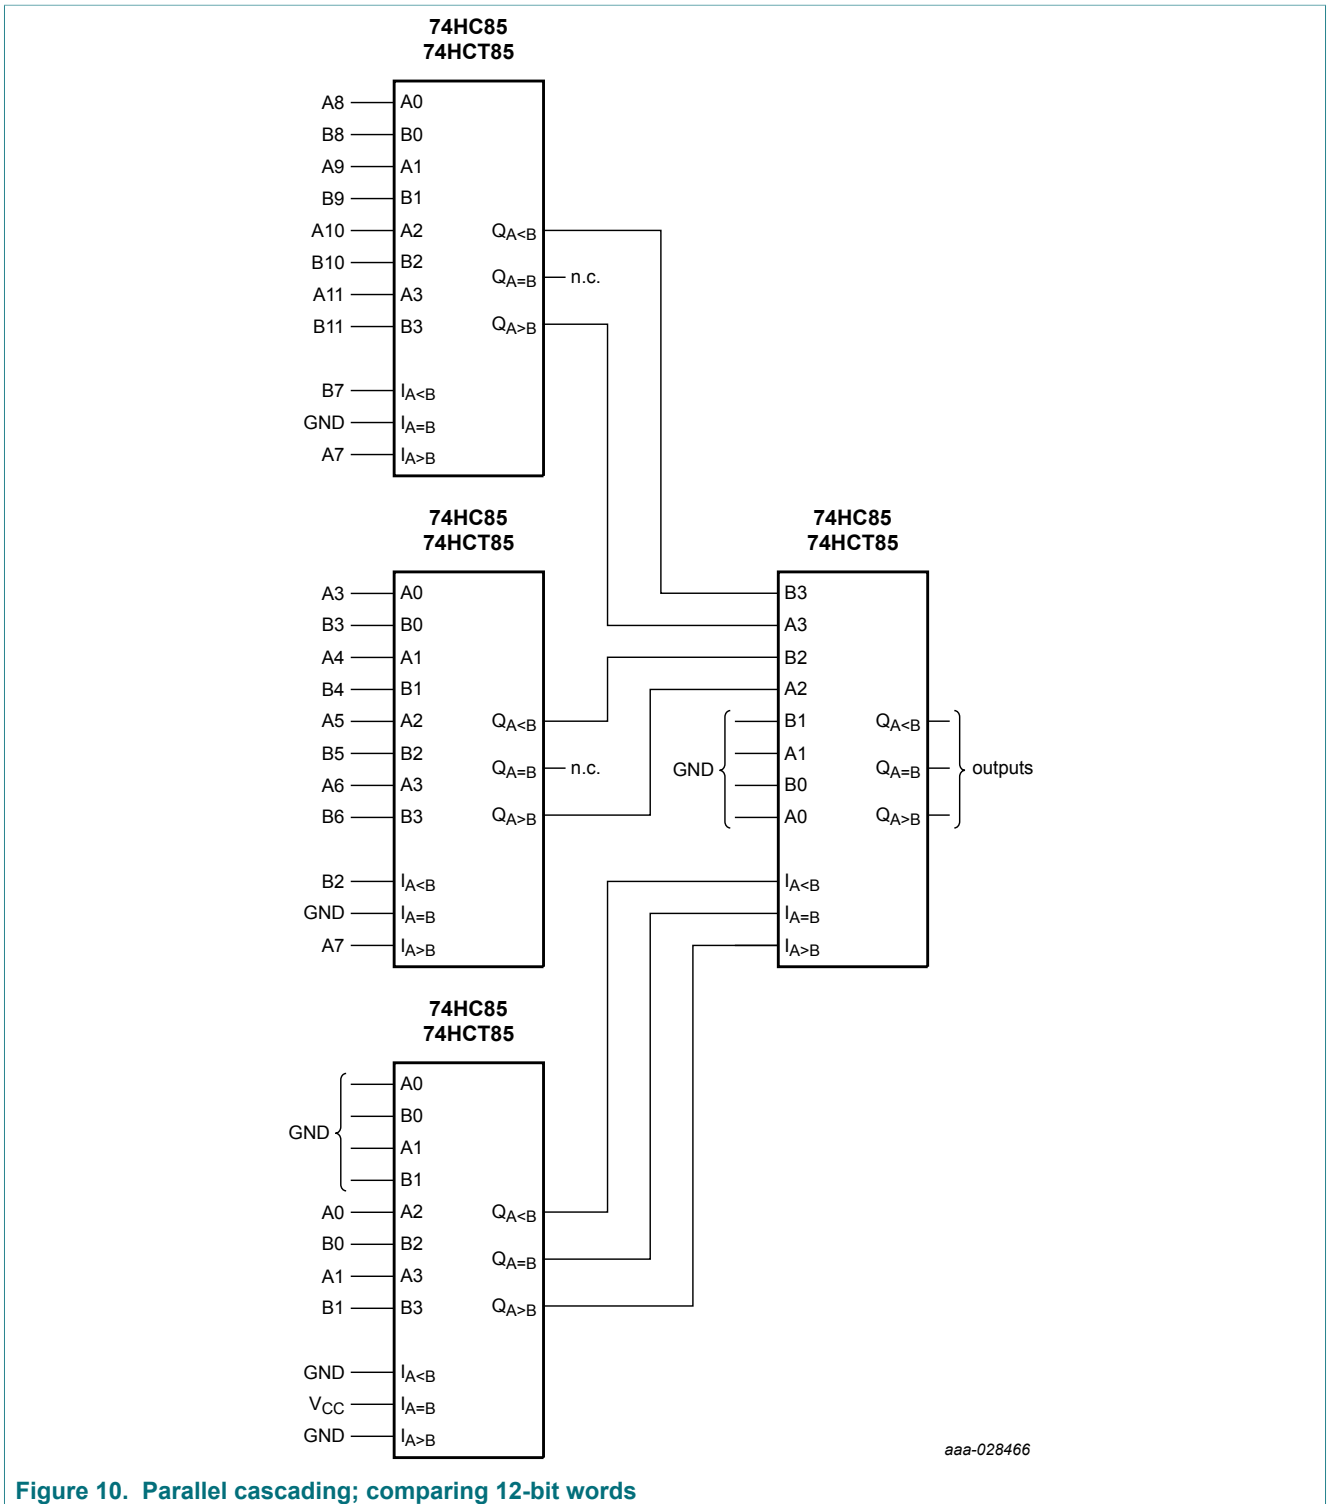 74HC85
74HCT85
A8 A0
B8 B0
A9 A1
B9 B1
A10 A2 QA<B
B10 B2
QA=B n.c.
A11 A3
B11 B3 QA>B
B7 IA<B
GND IA=B
A7 IA>B
74HC85
74HCT85
A3 A0
B3 B0
A4 A1
B4 B1
A5 A2 QA<B
B5 B2
QA=B n.c.
A6 A3
B6 B3 QA>B
B2 IA<B
GND IA=B
A7 IA>B
74HC85
74HCT85
B3
A3
B2
A2
B1 QA<B
A1
GND QA=B outputs
B0
A0 QA>B
IA<B
IA=B
IA>B
74HC85
74HCT85
A0
B0
GND
A1
B1
A0 A2 QA<B
B0 B2
QA=B
A1 A3
B1 B3 QA>B
GND IA<B
VCC IA=B
GND IA>B
aaa-028466
Figure 10. Parallel cascading; comparing 12-bit words